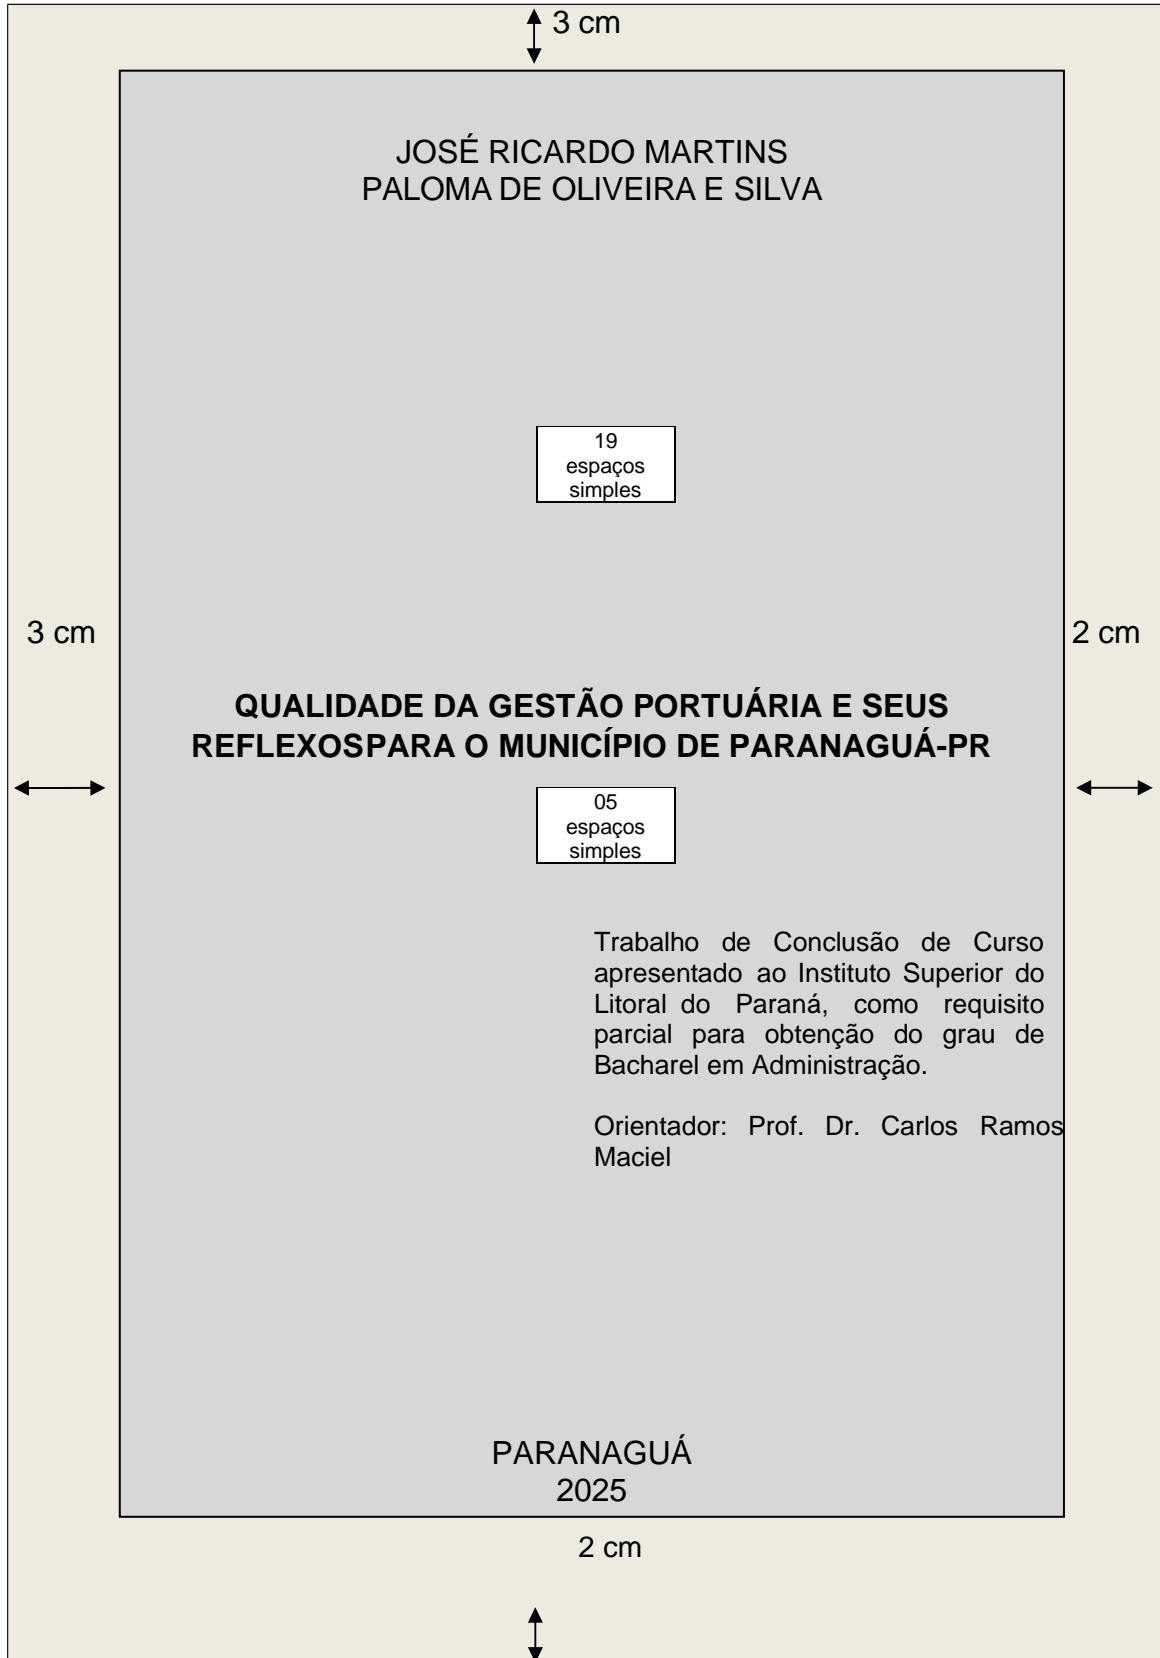 3 cm
JOSÉ RICARDO MARTINS
PALOMA DE OLIVEIRA E SILVA
19
espaços
simples
3 cm
2 cm
QUALIDADE DA GESTÃO PORTUÁRIA E SEUS
REFLEXOSPARA O MUNICÍPIO DE PARANAGUÁ-PR
05
espaços
simples
Trabalho de Conclusão de Curso
apresentado ao Instituto Superior do
Litoral do Paraná, como requisito
parcial para obtenção do grau de
Bacharel em Administração.
Orientador: Prof. Dr. Carlos Ramos
Maciel
PARANAGUÁ
2025
2 cm